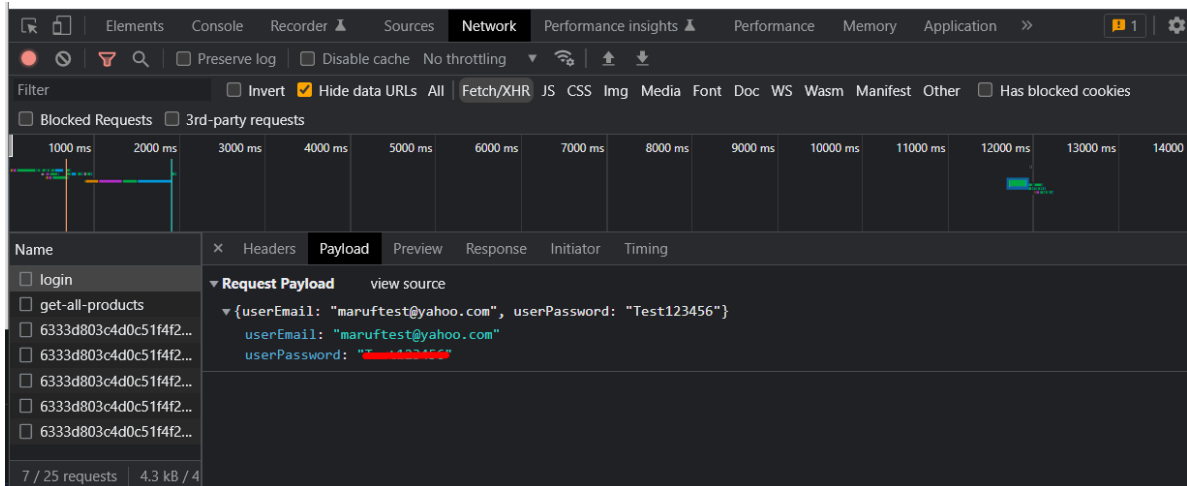 Elements Console Recorder Sources Network Performance insights Performance Memory Application » 1
Preserve log Disable cache No throttling
Filter Invert Hide data URLs All Fetch/XHR JS CSS Img Media Font Doc WS Wasm Manifest Other Has blocked cookies
Blocked Requests 3rd-party requests
1000 ms 2000 ms 3000 ms 4000 ms 5000 ms 6000 ms 7000 ms 8000 ms 9000 ms 10000 ms 11000 ms 12000 ms 13000 ms 14000
Name × Headers Payload Preview Response Initiator Timing
login
get-all-products
6333d803c4d0c51f4f2...
6333d803c4d0c51f4f2...
6333d803c4d0c51f4f2...
6333d803c4d0c51f4f2...
6333d803c4d0c51f4f2...
7 / 25 requests 4.3 kB / 4
Request Payload view source
{userEmail: "maruftest@yahoo.com", userPassword: "Test123456"}
userEmail: "maruftest@yahoo.com"
userPassword: